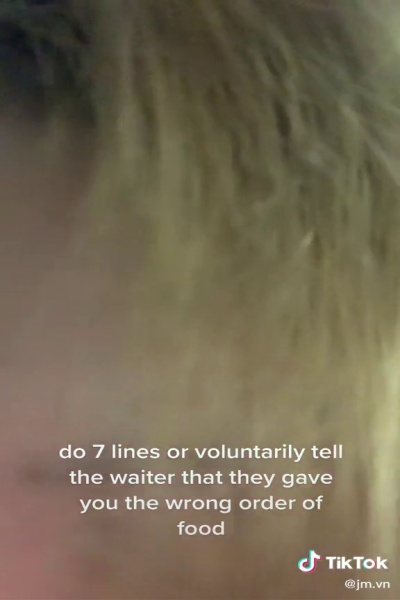 do 7 lines or voluntarily tell
the waiter that they gave
you the wrong order of
food
TikTok
@jm.vn